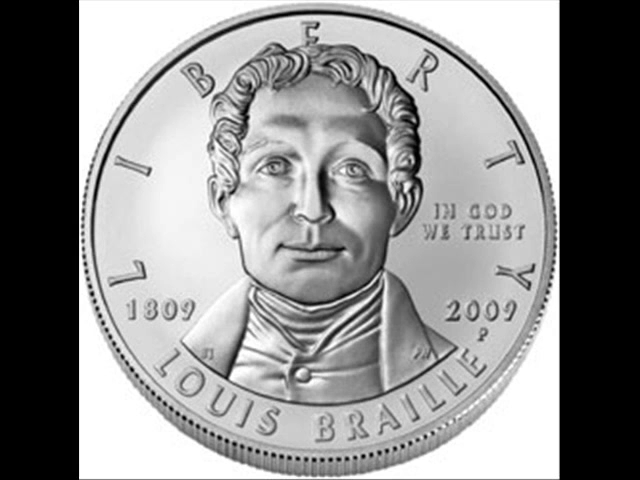 LIBERTY
IN GOD
WE TRUST
1809
2009
P
LOUIS BRAILLE